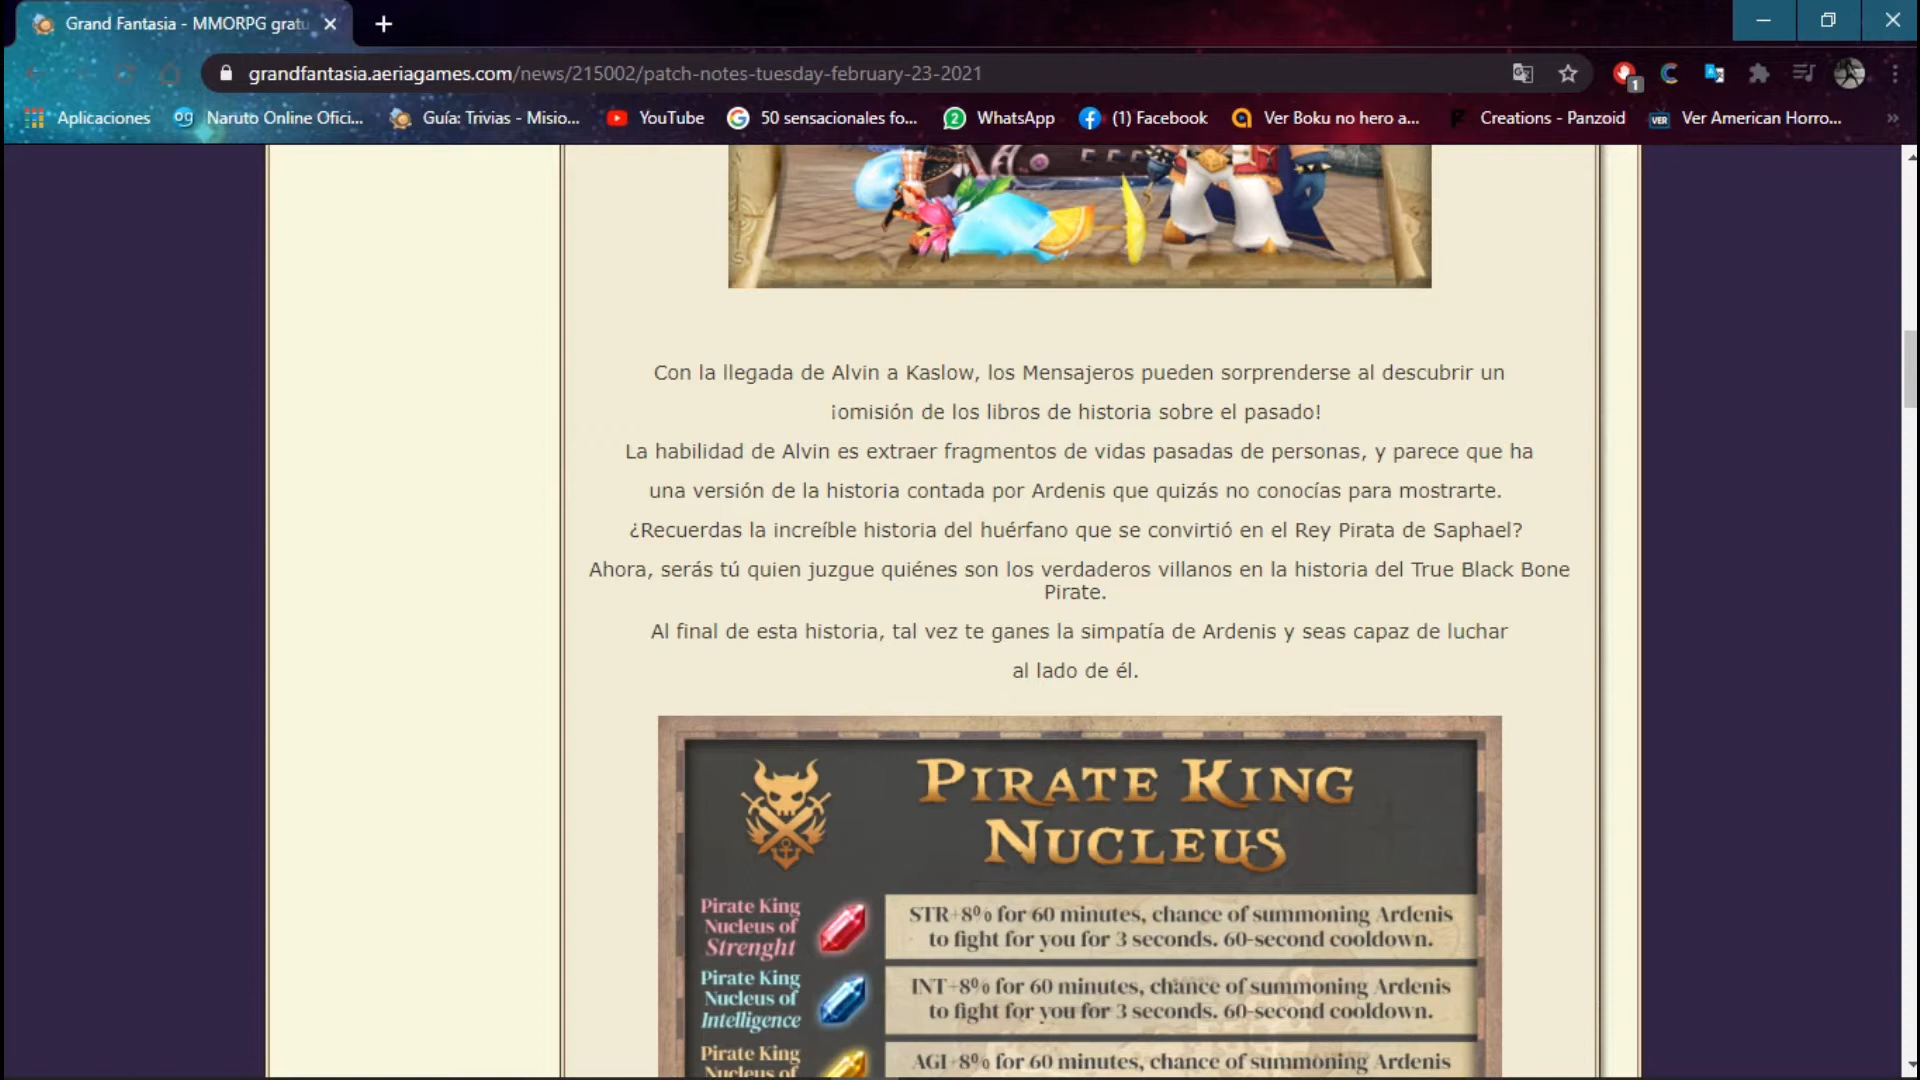 Grand Fantasia - MMORPG gratu
grandfantasia.aeriagames.com/news/215002/patch-notes-tuesday-february-23-2021
1
Aplicaciones
og
Naruto Online Ofici...
Guía: Trivias - Misio...
YouTube
50 sensacionales fo...
2
WhatsApp
(1) Facebook
Ver Boku no hero a...
Creations - Panzoid
VER
Ver American Horro...
»
Con la llegada de Alvin a Kaslow, los Mensajeros pueden sorprenderse al descubrir un
¡omisión de los libros de historia sobre el pasado!
La habilidad de Alvin es extraer fragmentos de vidas pasadas de personas, y parece que ha
una versión de la historia contada por Ardenis que quizás no conocías para mostrarte.
¿Recuerdas la increíble historia del huérfano que se convirtió en el Rey Pirata de Saphael?
Ahora, serás tú quien juzgue quiénes son los verdaderos villanos en la historia del True Black Bone
Pirate.
Al final de esta historia, tal vez te ganes la simpatía de Ardenis y seas capaz de luchar
al lado de él.
PIRATE KING
NUCLEUS
Pirate King
Nucleus of
Strenght
STR+8% for 60 minutes, chance of summoning Ardenis
to fight for you for 3 seconds. 60-second cooldown.
Pirate King
Nucleus of
Intelligence
INT+8% for 60 minutes, chance of summoning Ardenis
to fight for you for 3 seconds. 60-second cooldown.
Pirate King
Nucleus of
AGI+8% for 60 minutes, chance of summoning Ardenis